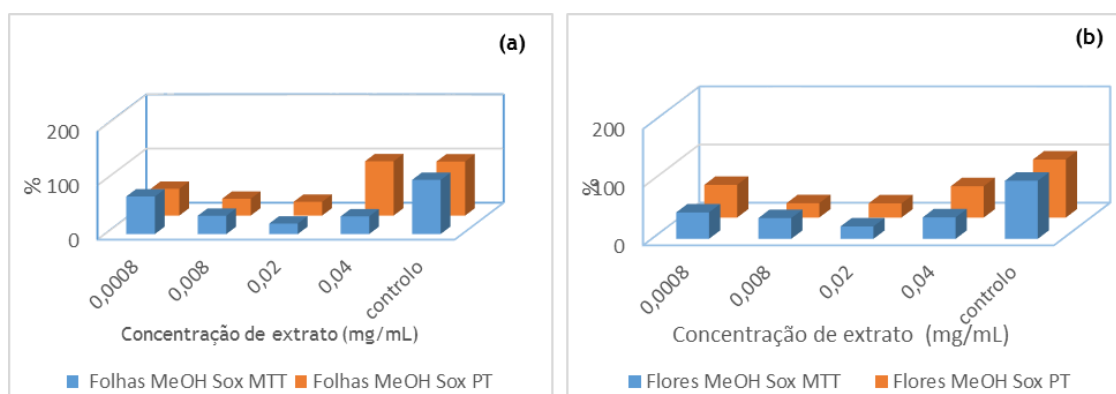 (a)
200
100
0
%
0,0008
0,008
0,02
0,04
controlo
Concentração de extrato (mg/mL)
Folhas MeOH Sox MTT
Folhas MeOH Sox PT
(b)
200
100
0
%
0,0008
0,008
0,02
0,04
controlo
Concentração de extrato (mg/mL)
Flores MeOH Sox MTT
Flores MeOH Sox PT